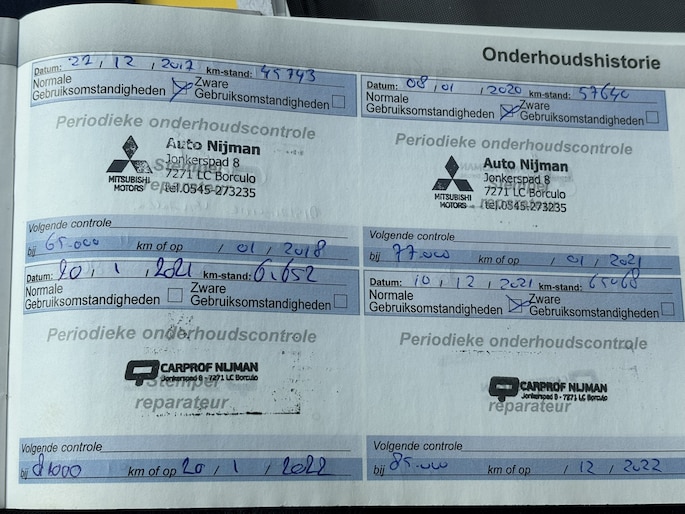 Onderhoudshistorie
Datum: 22, 12, 2017 km-stand: 45743
Normale Gebruiksomstandigheden Zware Gebruiksomstandigheden
Periodieke onderhoudscontrole
Stempel reparateur
MITSUBISHI MOTORS
Auto Nijman
Jonkerspad 8
7271 LC Borculo
tel.0545-273235
Volgende controle
bij 65.000 km of op / 01 / 2018
Datum: 08, 01, 2020 km-stand: 57640
Normale Gebruiksomstandigheden Zware Gebruiksomstandigheden
Periodieke onderhoudscontrole
MITSUBISHI MOTORS
Auto Nijman
Jonkerspad 8
7271 LC Borculo
tel.0545-273235
Volgende controle
bij 77.000 km of op / 01 / 2021
Datum: 20, 1, 2021 km-stand: 61652
Normale Gebruiksomstandigheden Zware Gebruiksomstandigheden
Periodieke onderhoudscontrole
CARPROF NIJMAN
Jonkerspad 8 - 7271 LC Borculo
Stempel
reparateur
Volgende controle
bij 81000 km of op 20 / 1 / 2022
Datum: 10, 12, 2021 km-stand: 65468
Normale Gebruiksomstandigheden Zware Gebruiksomstandigheden
Periodieke onderhoudscontrole
CARPROF NIJMAN
Jonkerspad 8 - 7271 LC Borculo
reparateur
Volgende controle
bij 85.000 km of op / 12 / 2022